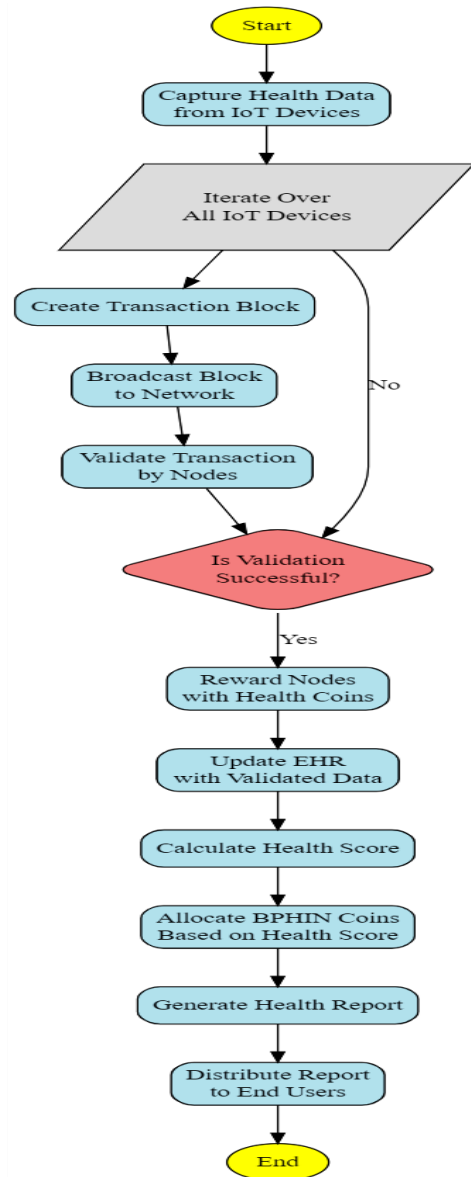 Start
Capture Health Data
from IoT Devices
Iterate Over
All IoT Devices
Create Transaction Block
Broadcast Block
to Network
No
Validate Transaction
by Nodes
Is Validation
Successful?
Yes
Reward Nodes
with Health Coins
Update EHR
with Validated Data
Calculate Health Score
Allocate BPHIN Coins
Based on Health Score
Generate Health Report
Distribute Report
to End Users
End